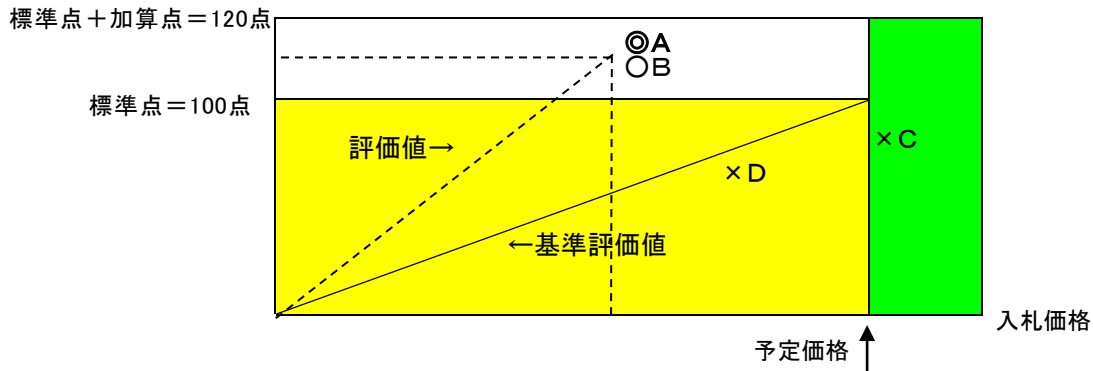 標準点＋加算点＝120点
◎A
○B
標準点＝100点
評価値→
×C
×D
←基準評価値
入札価格
予定価格